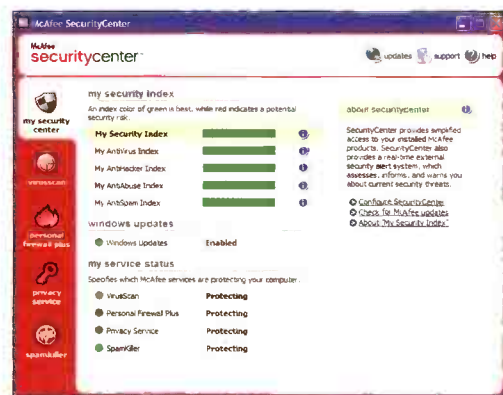 McAfee SecurityCenter
McAfee
securitycenter
updates
support
help
my security center
virusscan
personal firewall plus
privacy service
spamkiller
my security index
An index color of green is best, while red indicates a potential
security risk.
My Security Index
My AntiVirus Index
My AntiHacker Index
My AntiAbuse Index
My AntiSpam Index
windows updates
Windows Updates Enabled
my service status
Specifies which McAfee services are protecting your computer.
VirusScan Protecting
Personal Firewall Plus Protecting
Privacy Service Protecting
SpamKiller Protecting
about securitycenter
SecurityCenter provides simplified
access to your installed McAfee
products. SecurityCenter also
provides a real-time external
security alert system, which
assesses, informs, and warns you
about current security threats.
Configure SecurityCenter
Check for McAfee updates
About "My Security Index"